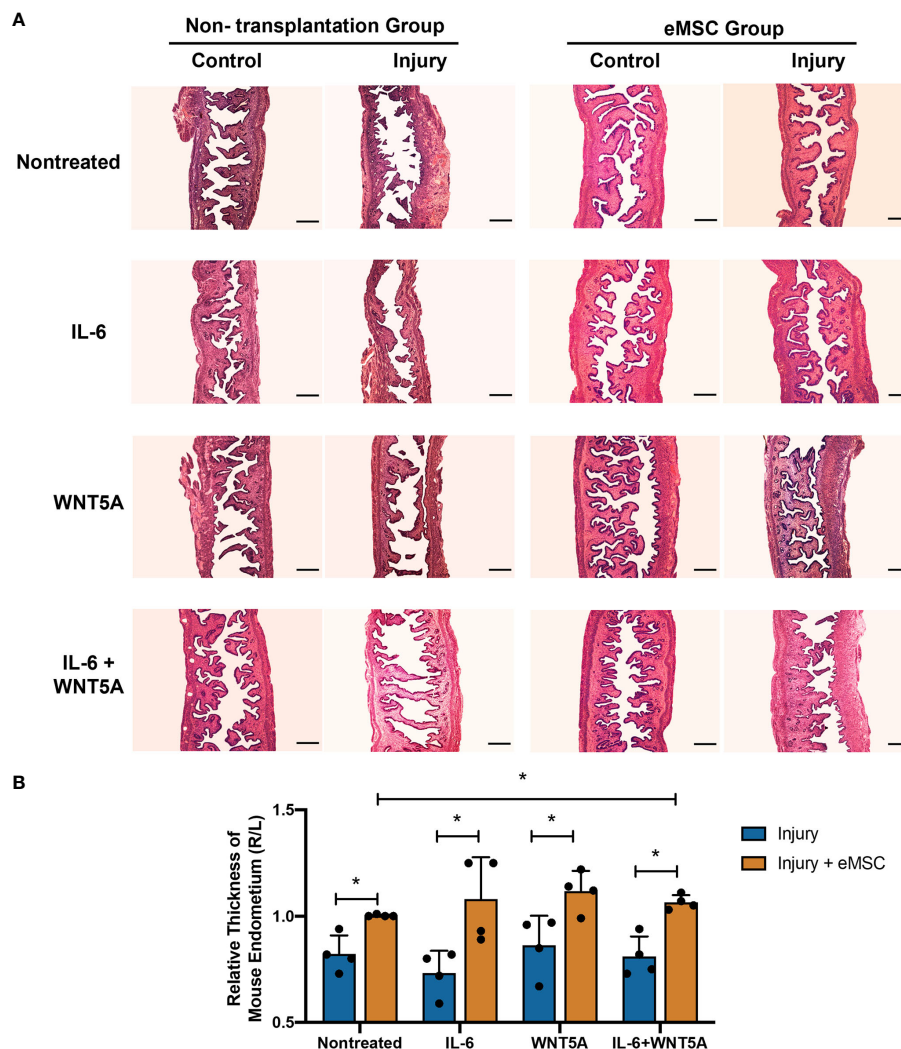 A
Non- transplantation Group
eMSC Group
Control
Injury
Control
Injury
Nontreated
IL-6
WNT5A
IL-6 +
WNT5A
B
*
*
*
*
*
Relative Thickness of
Mouse Endometium (R/L)
1.5
1.0
0.5
Nontreated
IL-6
WNT5A
IL-6+WNT5A
Injury
Injury + eMSC